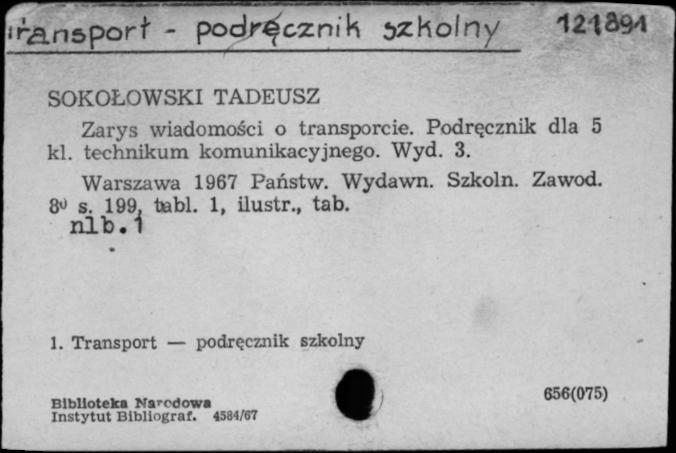 Transport - podręcznik szkolny 121891
SOKOŁOWSKI TADEUSZ
Zarys wiadomości o transporcie. Podręcznik dla 5
kl. technikum komunikacyjnego. Wyd. 3.
Warszawa 1967 Państw. Wydawn. Szkoln. Zawod.
8º s. 199, tabl. 1, ilustr., tab.
nlb.1
1. Transport — podręcznik szkolny
656(075)
Biblioteka Narodowa
Instytut Bibliograf. 4584/67